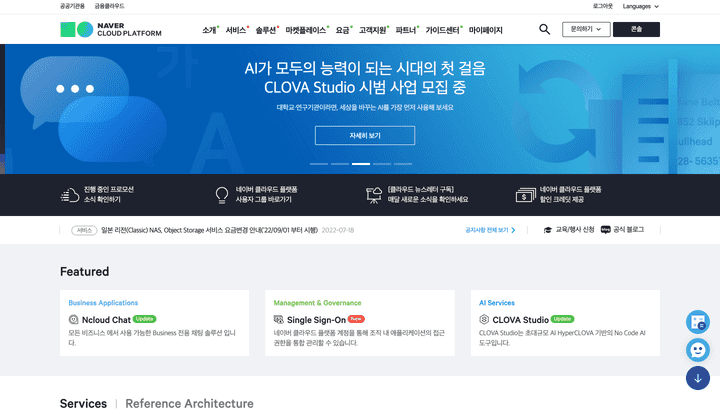 공공기관용 금융클라우드
로그아웃 Languages
NAVER
CLOUD PLATFORM
소개 서비스 솔루션 마켓플레이스 요금 고객지원 파트너 가이드센터 마이페이지
문의하기 콘솔
AI가 모두의 능력이 되는 시대의 첫 걸음
CLOVA Studio 시범 사업 모집 중
대학교·연구기관이라면, 세상을 바꾸는 AI를 가장 먼저 사용해 보세요
자세히 보기
A
가
ase Belt
852 Skiip
ulihead
28- 5635
진행 중인 프로모션
소식 확인하기
네이버 클라우드 플랫폼
사용자 그룹 바로가기
[클라우드 뉴스레터 구독]
매달 새로운 소식을 확인하세요
네이버 클라우드 플랫폼
할인 크레딧 제공
서비스 일본 리전(Classic) NAS, Object Storage 서비스 요금변경 안내('22/09/01 부터 시행) 2022-07-18
공지사항 전체 보기
교육/행사 신청 공식 블로그
Featured
Business Applications
Ncloud Chat Update
모든 비즈니스 에서 사용 가능한 Business 전용 채팅 솔루션 입니
다.
Management & Governance
Single Sign-On New
네이버 클라우드 플랫폼 계정을 통해 조직 내 애플리케이션의 접근
권한을 통합 관리할 수 있습니다.
AI Services
CLOVA Studio Update
CLOVA Studio는 초대규모 AI HyperCLOVA 기반의 No Code AI
도구입니다.
Services Reference Architecture